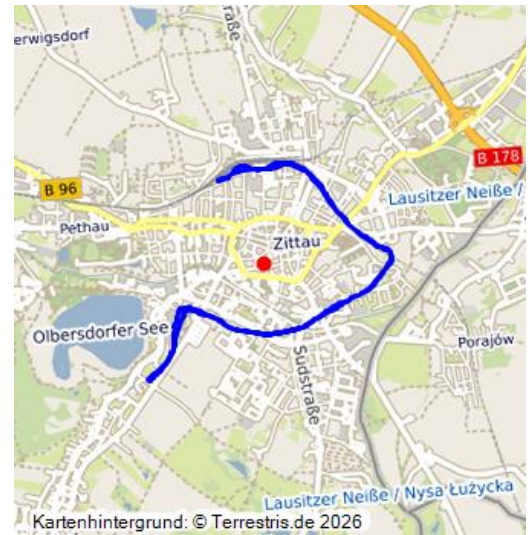 erwigsdorf
traße
B 178
B 96
Lausitzer Neiße /
Pethau
Zittau
Olbersdorfer See
Porajów
Südstraße
Lausitzer Neiße / Nysa Łużycka
Kartenhintergrund: © Terrestris.de 2026